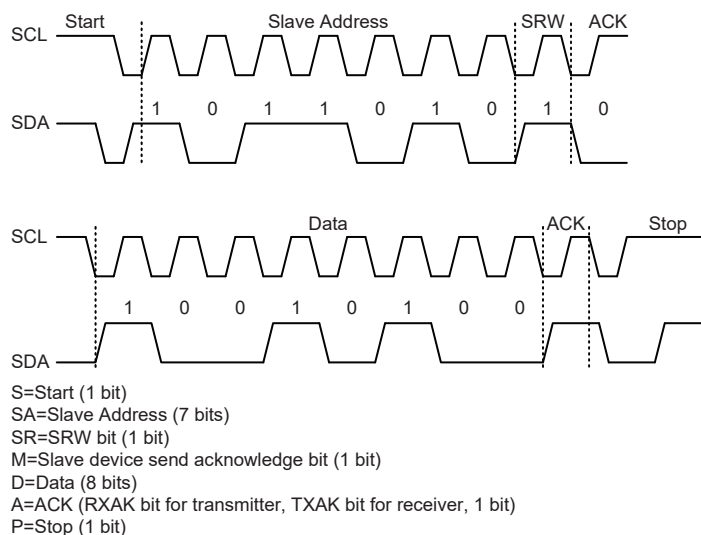 Start Slave Address SRW ACK
SCL
1 0 1 1 0 1 0 1 0
SDA
Data ACK Stop
SCL
1 0 0 1 0 1 0 0
SDA
S=Start (1 bit)
SA=Slave Address (7 bits)
SR=SRW bit (1 bit)
M=Slave device send acknowledge bit (1 bit)
D=Data (8 bits)
A=ACK (RXAK bit for transmitter, TXAK bit for receiver, 1 bit)
P=Stop (1 bit)